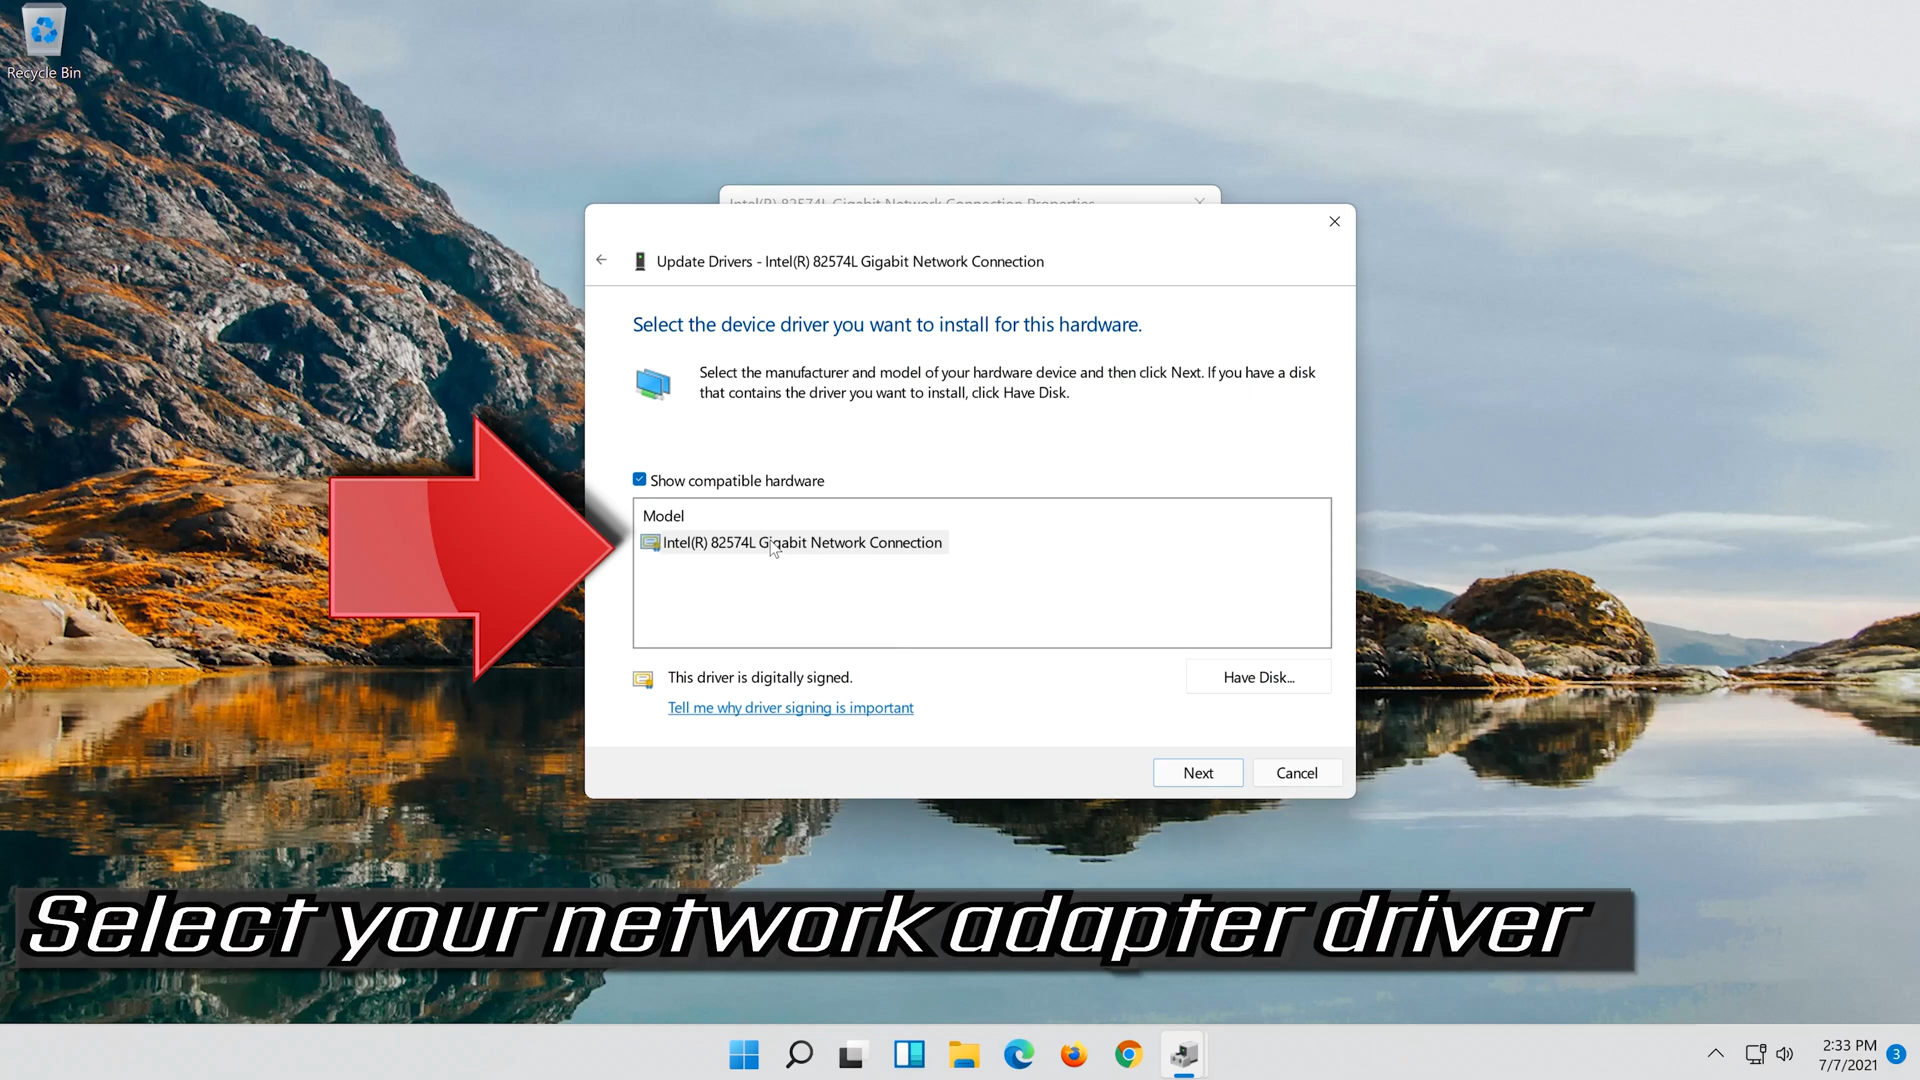 Recycle Bin
Intel(R) 82574L Gigabit Network Connection Properties
Update Drivers - Intel(R) 82574L Gigabit Network Connection
Select the device driver you want to install for this hardware.
Select the manufacturer and model of your hardware device and then click Next. If you have a disk
that contains the driver you want to install, click Have Disk.
Show compatible hardware
Model
Intel(R) 82574L Gigabit Network Connection
This driver is digitally signed.
Have Disk...
Tell me why driver signing is important
Next
Cancel
Select your network adapter driver
2:33 PM
7/7/2021
3